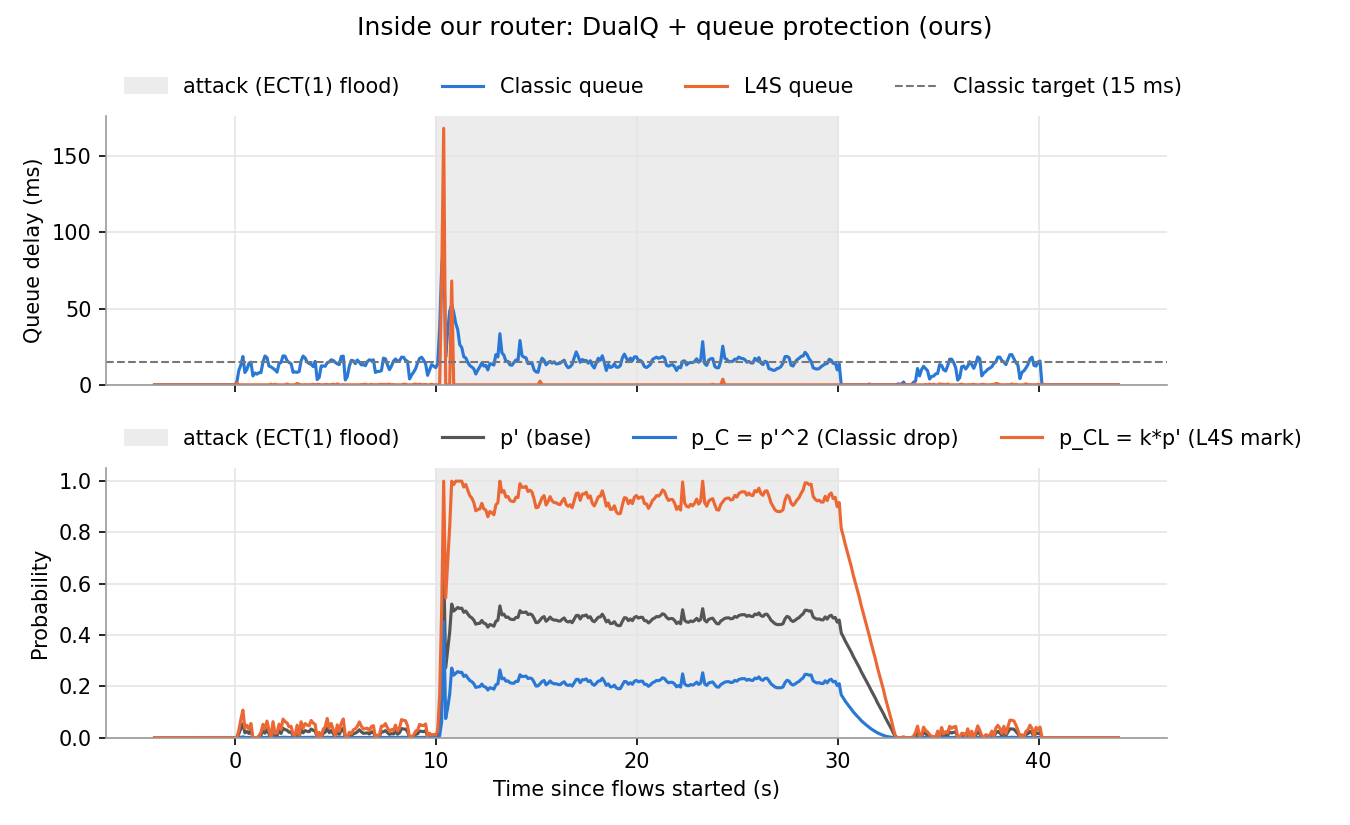 Inside our router: DualQ + queue protection (ours)
attack (ECT(1) flood) Classic queue L4S queue Classic target (15 ms)
Queue delay (ms)
150
100
50
0
attack (ECT(1) flood) p' (base) p_C = p'^2 (Classic drop) p_CL = k*p' (L4S mark)
Probability
1.0
0.8
0.6
0.4
0.2
0.0
0 10 20 30 40
Time since flows started (s)